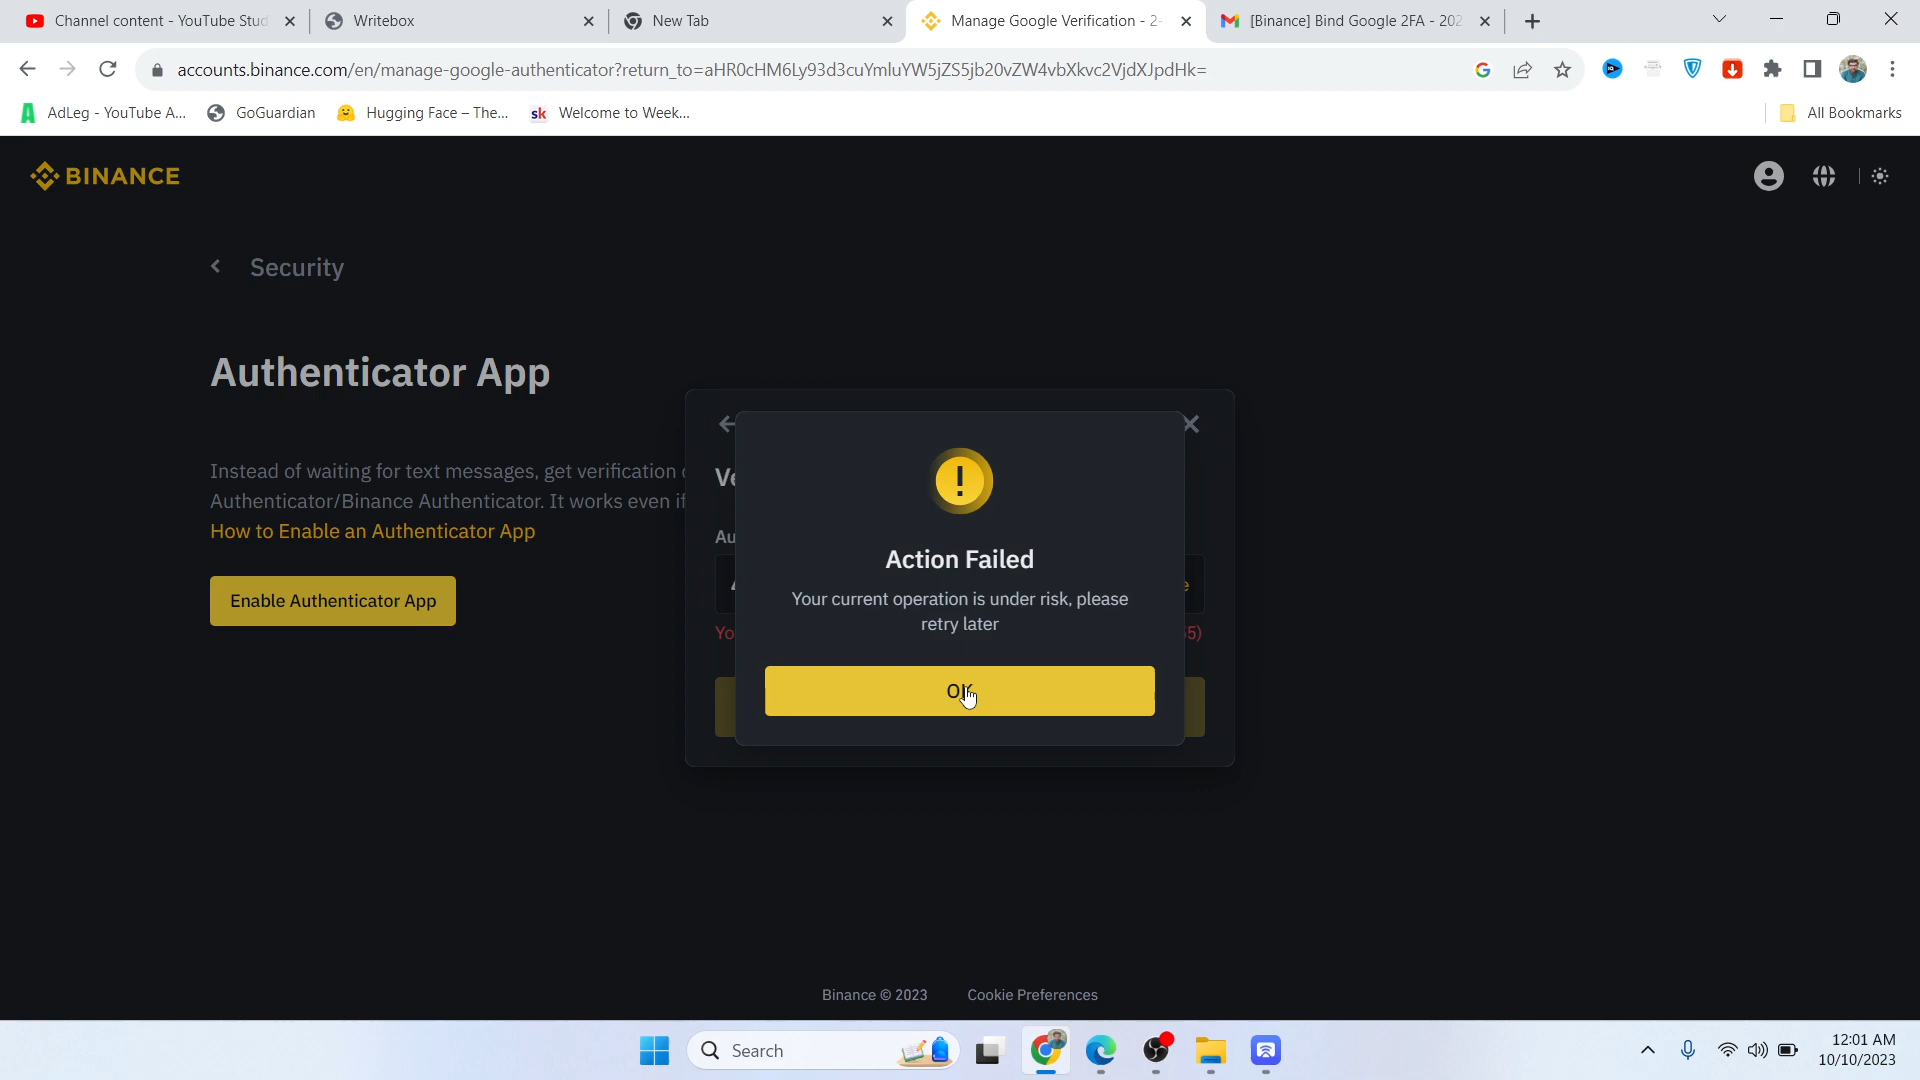 Channel content - YouTube Stud
Writebox
New Tab
Manage Google Verification - 2-
[Binance] Bind Google 2FA - 202
accounts.binance.com/en/manage-google-authenticator?return_to=aHR0cHM6Ly93d3cuYmluYW5jZS5jb20vZW4vbXkvc2VjdXJpdHk=
AdLeg - YouTube A...
GoGuardian
Hugging Face – The...
sk Welcome to Week...
All Bookmarks
BINANCE
Security
Authenticator App
Instead of waiting for text messages, get verification
Authenticator/Binance Authenticator. It works even if
How to Enable an Authenticator App
Enable Authenticator App
Action Failed
Your current operation is under risk, please
retry later
OK
Binance © 2023
Cookie Preferences
Search
12:01 AM
10/10/2023